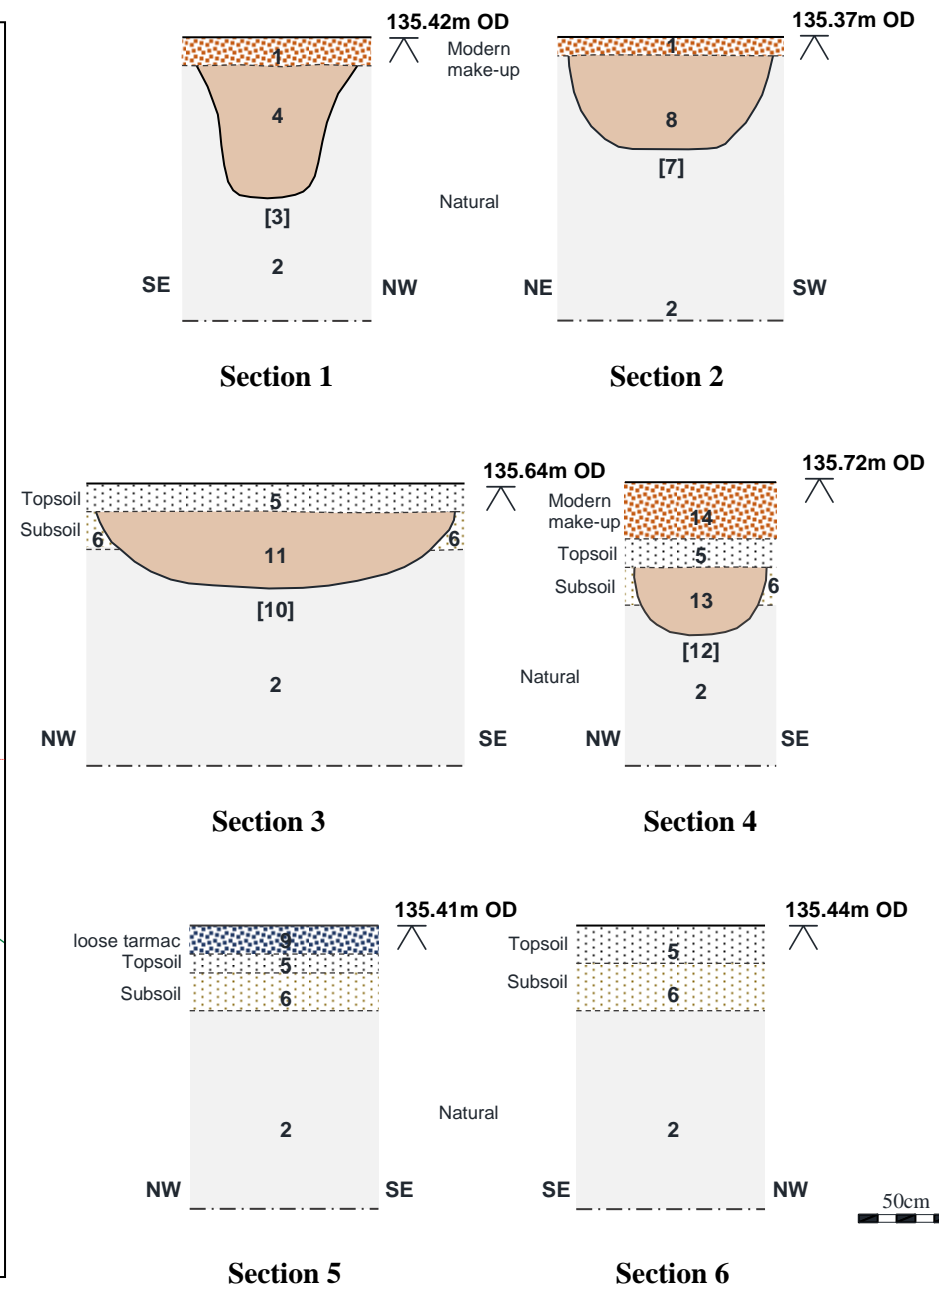 135.42m OD
1
Modern
make-up
4
[3]
2
SE
NW
Section 1
135.37m OD
1
8
[7]
Natural
NE
SW
2
Section 2
135.64m OD
Topsoil
5
Subsoil
6
6
11
[10]
2
NW
SE
Section 3
135.72m OD
Modern
make-up
14
Topsoil
5
Subsoil
6
13
[12]
Natural
2
NW
SE
Section 4
135.41m OD
loose tarmac
9
Topsoil
5
Subsoil
6
2
NW
SE
Section 5
135.44m OD
Topsoil
5
Subsoil
6
Natural
2
SE
NW
Section 6
50cm